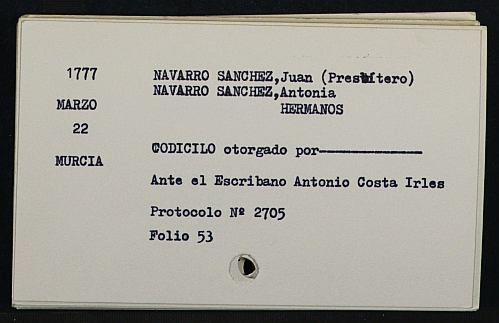 1777
MARZO
22
MURCIA
NAVARRO SANCHEZ,Juan (Presbítero)
NAVARRO SANCHEZ,Antonia
HERMANOS
CODICILO otorgado por—————
Ante el Escribano Antonio Costa Irles
Protocolo Nº 2705
Folio 53